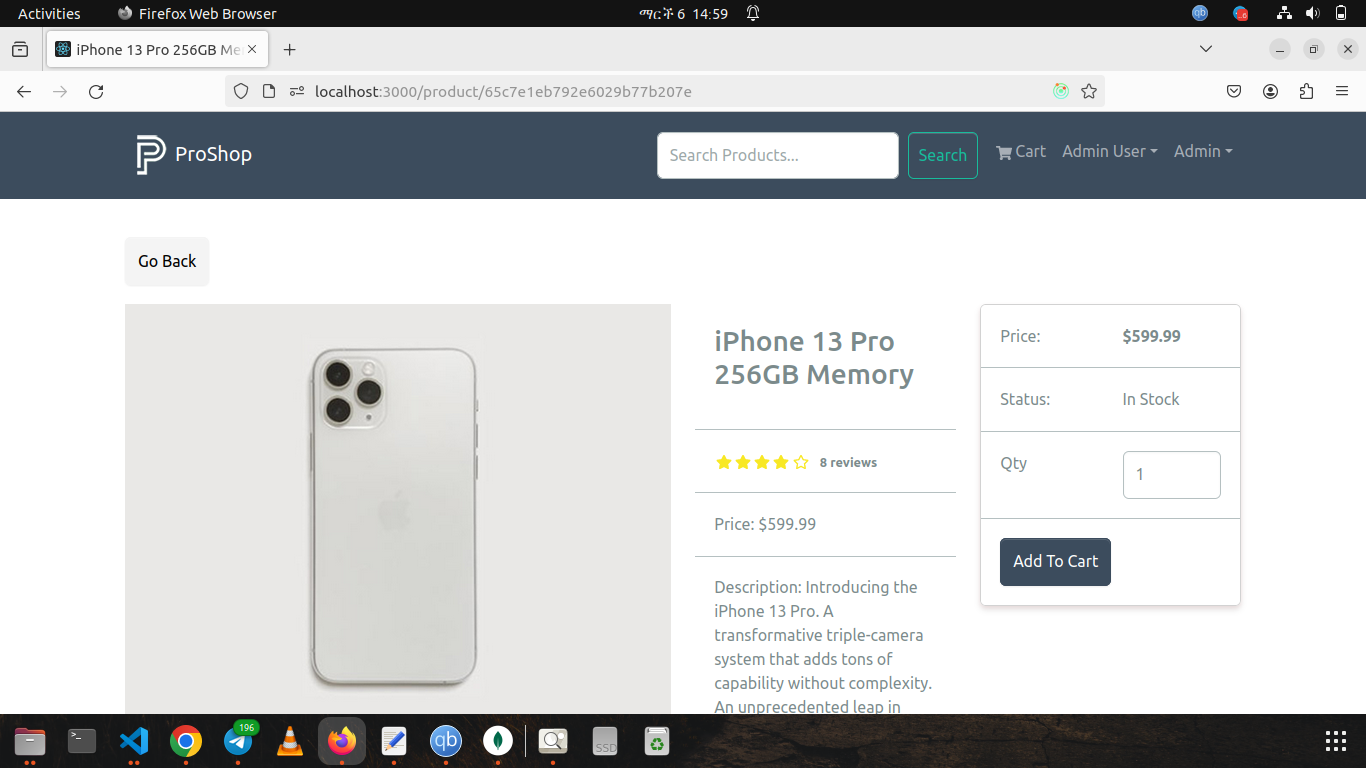 Activities
Firefox Web Browser
ማርች 6 14:59
iPhone 13 Pro 256GB Me
localhost:3000/product/65c7e1eb792e6029b77b207e
ProShop
Search Products...
Search
Cart
Admin User
Admin
Go Back
iPhone 13 Pro
256GB Memory
8 reviews
Price: $599.99
Description: Introducing the
iPhone 13 Pro. A
transformative triple-camera
system that adds tons of
capability without complexity.
An unprecedented leap in
Price: $599.99
Status: In Stock
Qty 1
Add To Cart
196
qb
SSD